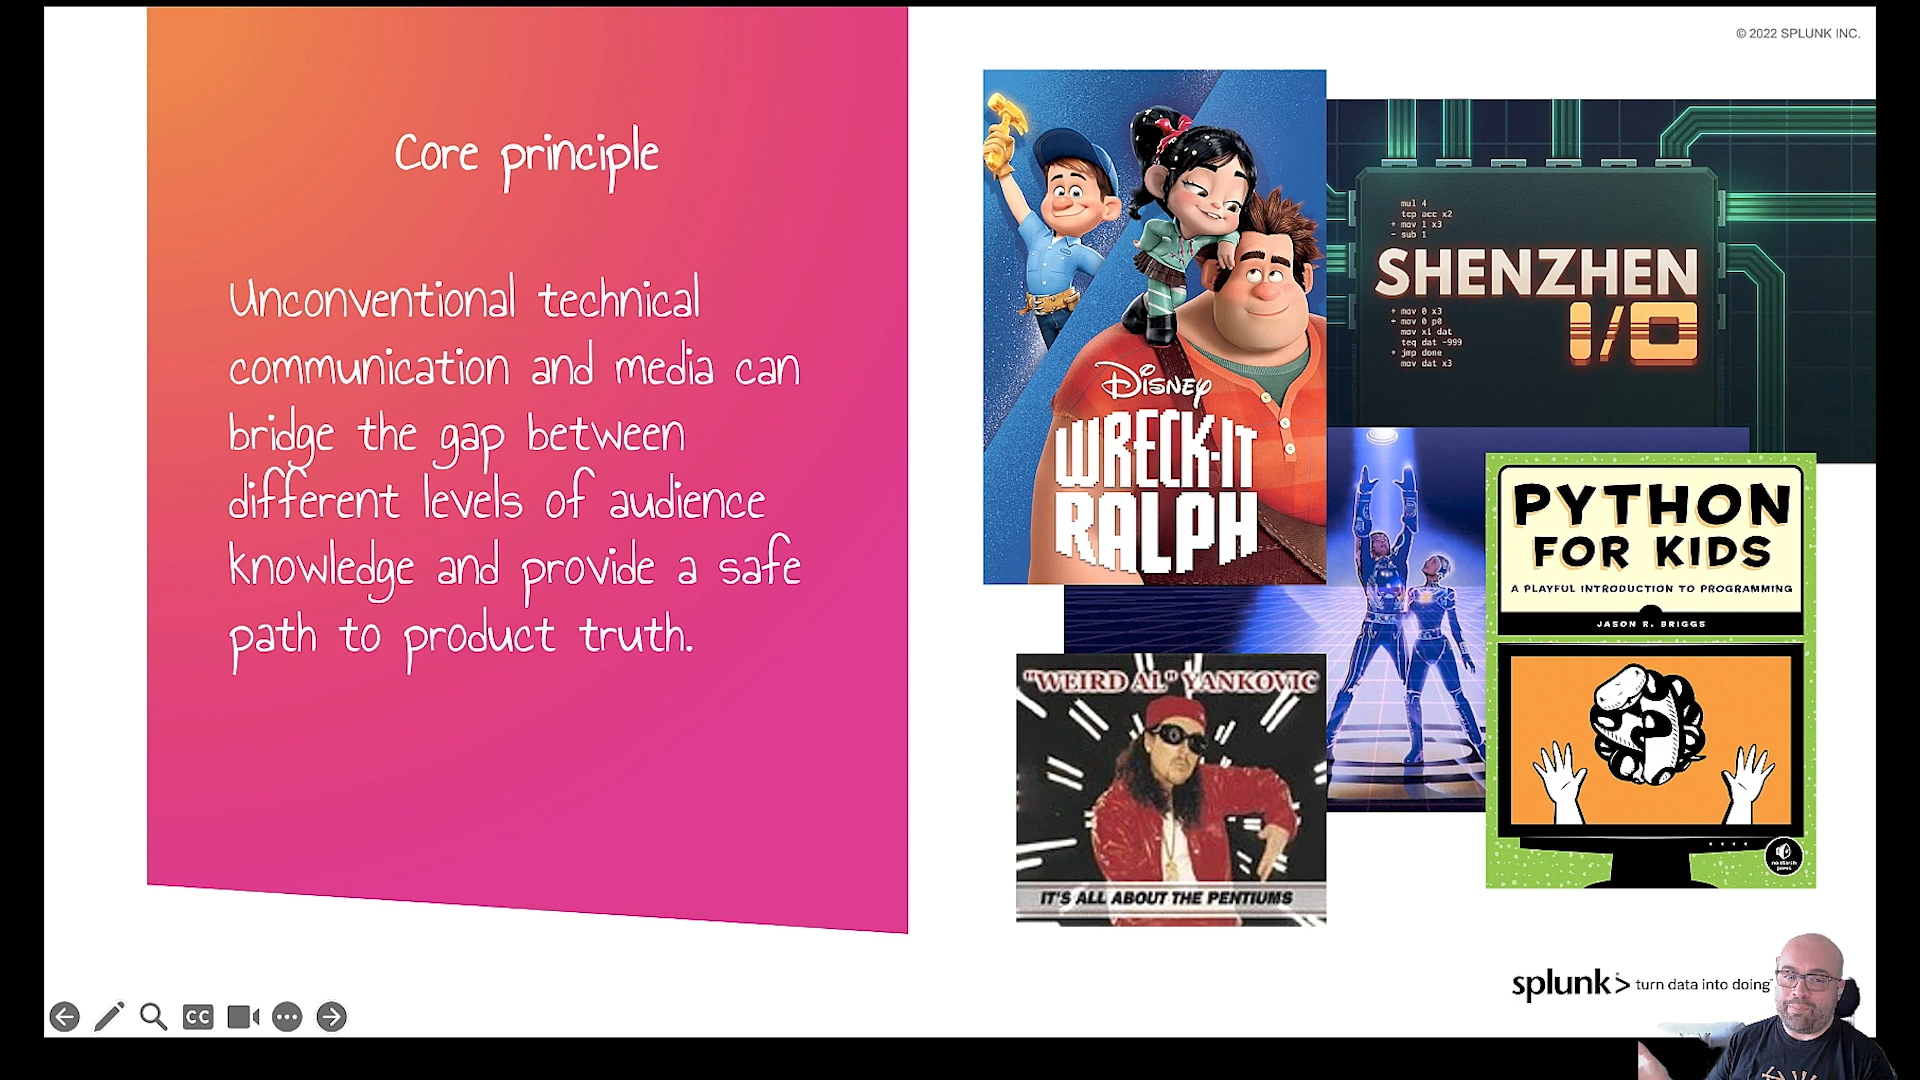 © 2022 SPLUNK INC.
Core principle
Unconventional technical
communication and media can
bridge the gap between
different levels of audience
knowledge and provide a safe
path to product truth.
DISNEY
WRECK-IT
RALPH
mul 4
tcp acc x2
+ mov 1 x3
- sub 1
SHENZHEN
I/O
+ mov 0 x3
+ mov 0 p0
mov x1 dat
teq dat -999
+ jmp done
mov dat x3
PYTHON
FOR KIDS
A PLAYFUL INTRODUCTION TO PROGRAMMING
JASON R. BRIGGS
no starch
press
"WEIRD AL" YANKOVIC
IT'S ALL ABOUT THE PENTIUMS
splunk> turn data into doing™
CC